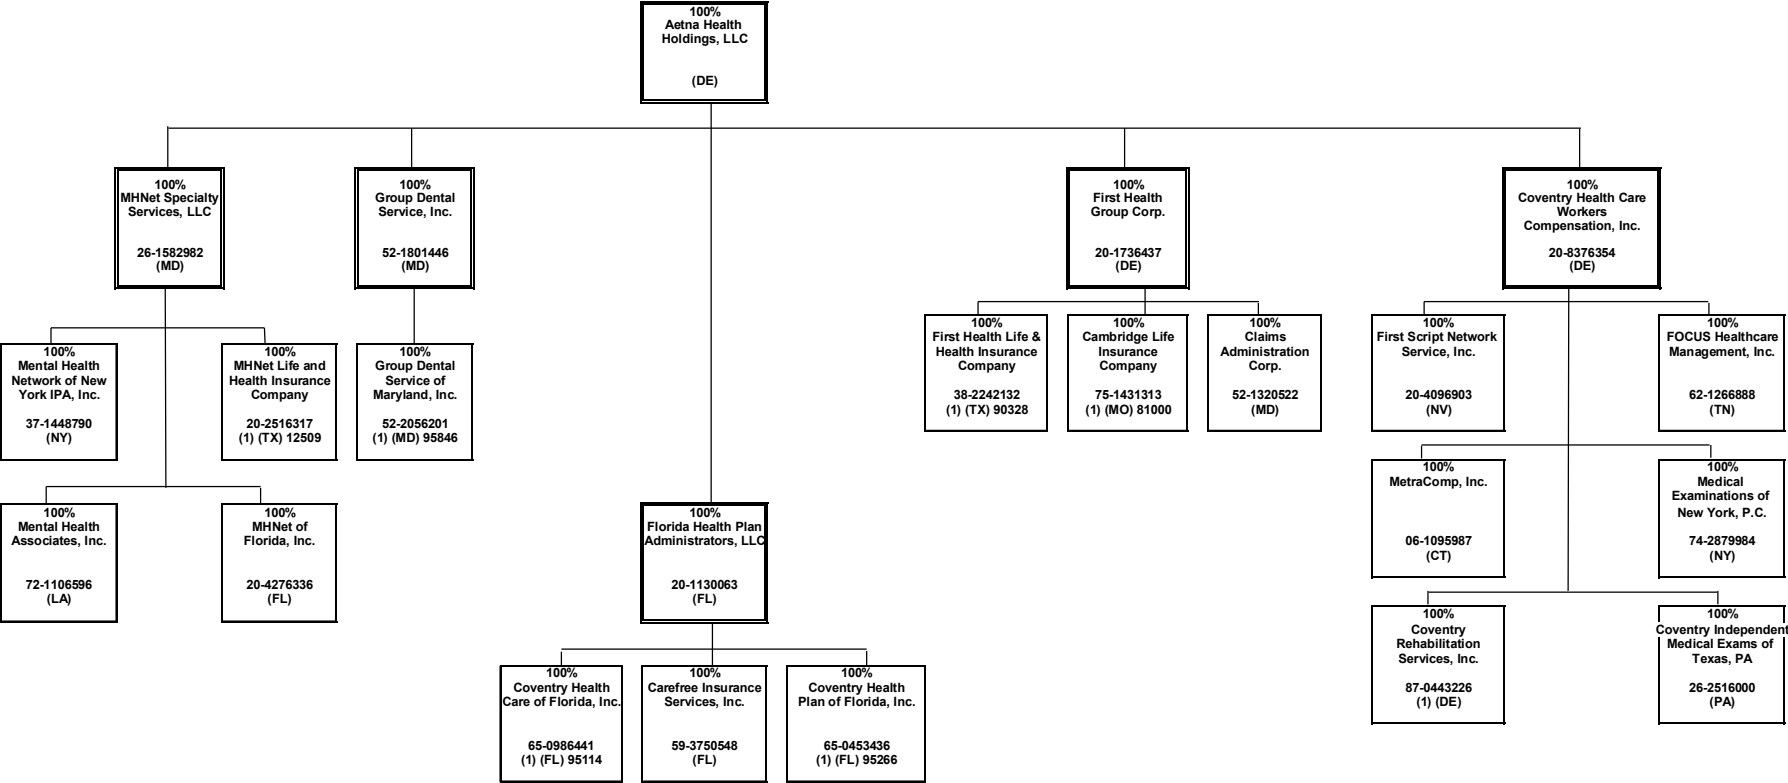 100%
Aetna Health
Holdings, LLC
(DE)
100%
MHNet Specialty
Services, LLC
26-1582982
(MD)
100%
Group Dental
Service, Inc.
52-1801446
(MD)
100%
First Health
Group Corp.
20-1736437
(DE)
100%
Coventry Health Care
Workers
Compensation, Inc.
20-8376354
(DE)
100%
Mental Health
Network of New
York IPA, Inc.
37-1448790
(NY)
100%
MHNet Life and
Health Insurance
Company
20-2516317
(1) (TX) 12509
100%
Group Dental
Service of
Maryland, Inc.
52-2056201
(1) (MD) 95846
100%
First Health Life &
Health Insurance
Company
38-2242132
(1) (TX) 90328
100%
Cambridge Life
Insurance
Company
75-1431313
(1) (MO) 81000
100%
Claims
Administration
Corp.
52-1320522
(MD)
100%
First Script Network
Service, Inc.
20-4096903
(NV)
100%
FOCUS Healthcare
Management, Inc.
62-1266888
(TN)
100%
MetraComp, Inc.
06-1095987
(CT)
100%
Medical
Examinations of
New York, P.C.
74-2879984
(NY)
100%
Mental Health
Associates, Inc.
72-1106596
(LA)
100%
MHNet of
Florida, Inc.
20-4276336
(FL)
100%
Florida Health Plan
Administrators, LLC
20-1130063
(FL)
100%
Coventry
Rehabilitation
Services, Inc.
87-0443226
(1) (DE)
100%
Coventry Independent
Medical Exams of
Texas, PA
26-2516000
(PA)
100%
Coventry Health
Care of Florida, Inc.
65-0986441
(1) (FL) 95114
100%
Carefree Insurance
Services, Inc.
59-3750548
(FL)
100%
Coventry Health
Plan of Florida, Inc.
65-0453436
(1) (FL) 95266